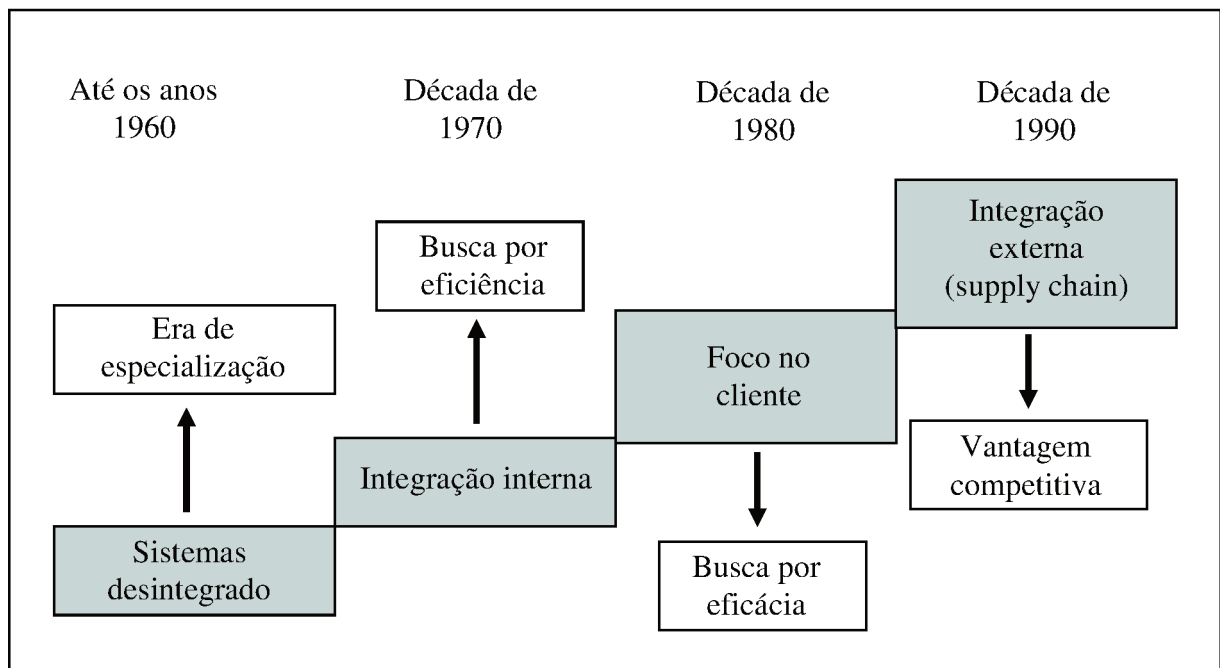 Até os anos
1960
Década de
1970
Década de
1980
Década de
1990
Era de
especialização
Sistemas
desintegrado
Busca por
eficiência
Integração interna
Foco no
cliente
Busca por
eficácia
Integração
externa
(supply chain)
Vantagem
competitiva